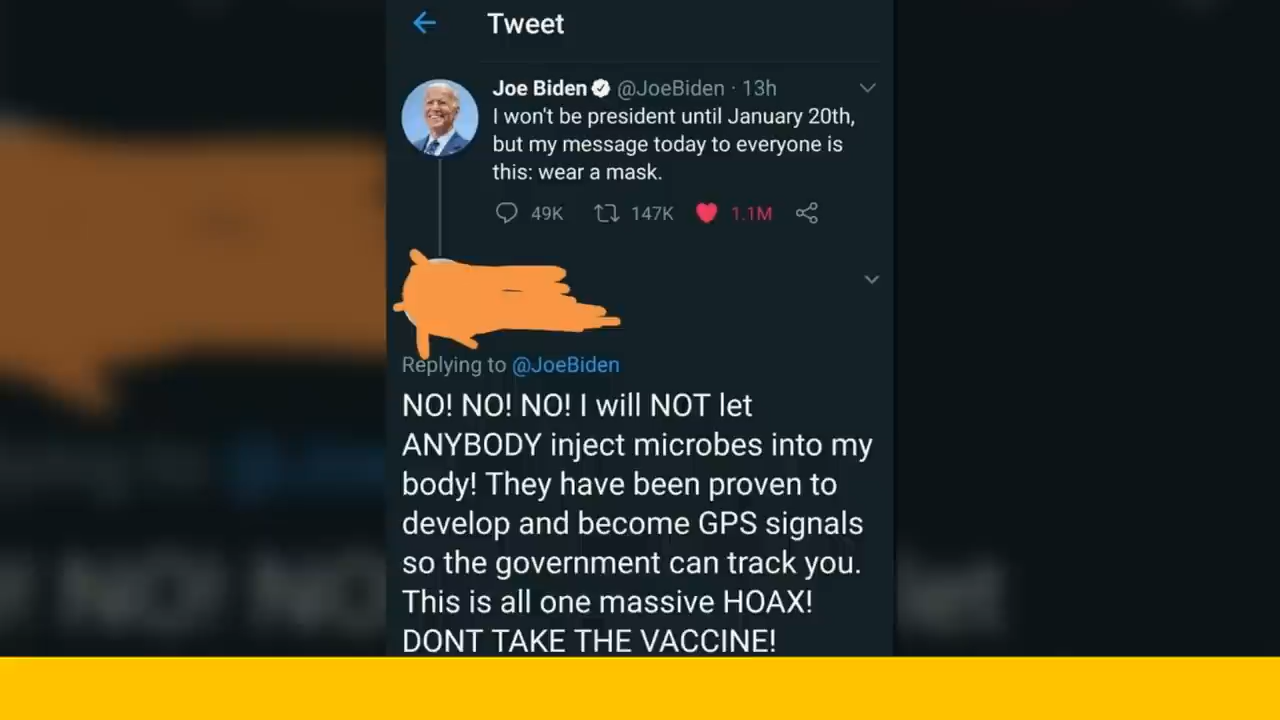 Tweet
Joe Biden @JoeBiden · 13h
I won't be president until January 20th,
but my message today to everyone is
this: wear a mask.
49K 147K 1.1M
Replying to @JoeBiden
NO! NO! NO! I will NOT let
ANYBODY inject microbes into my
body! They have been proven to
develop and become GPS signals
so the government can track you.
This is all one massive HOAX!
DONT TAKE THE VACCINE!